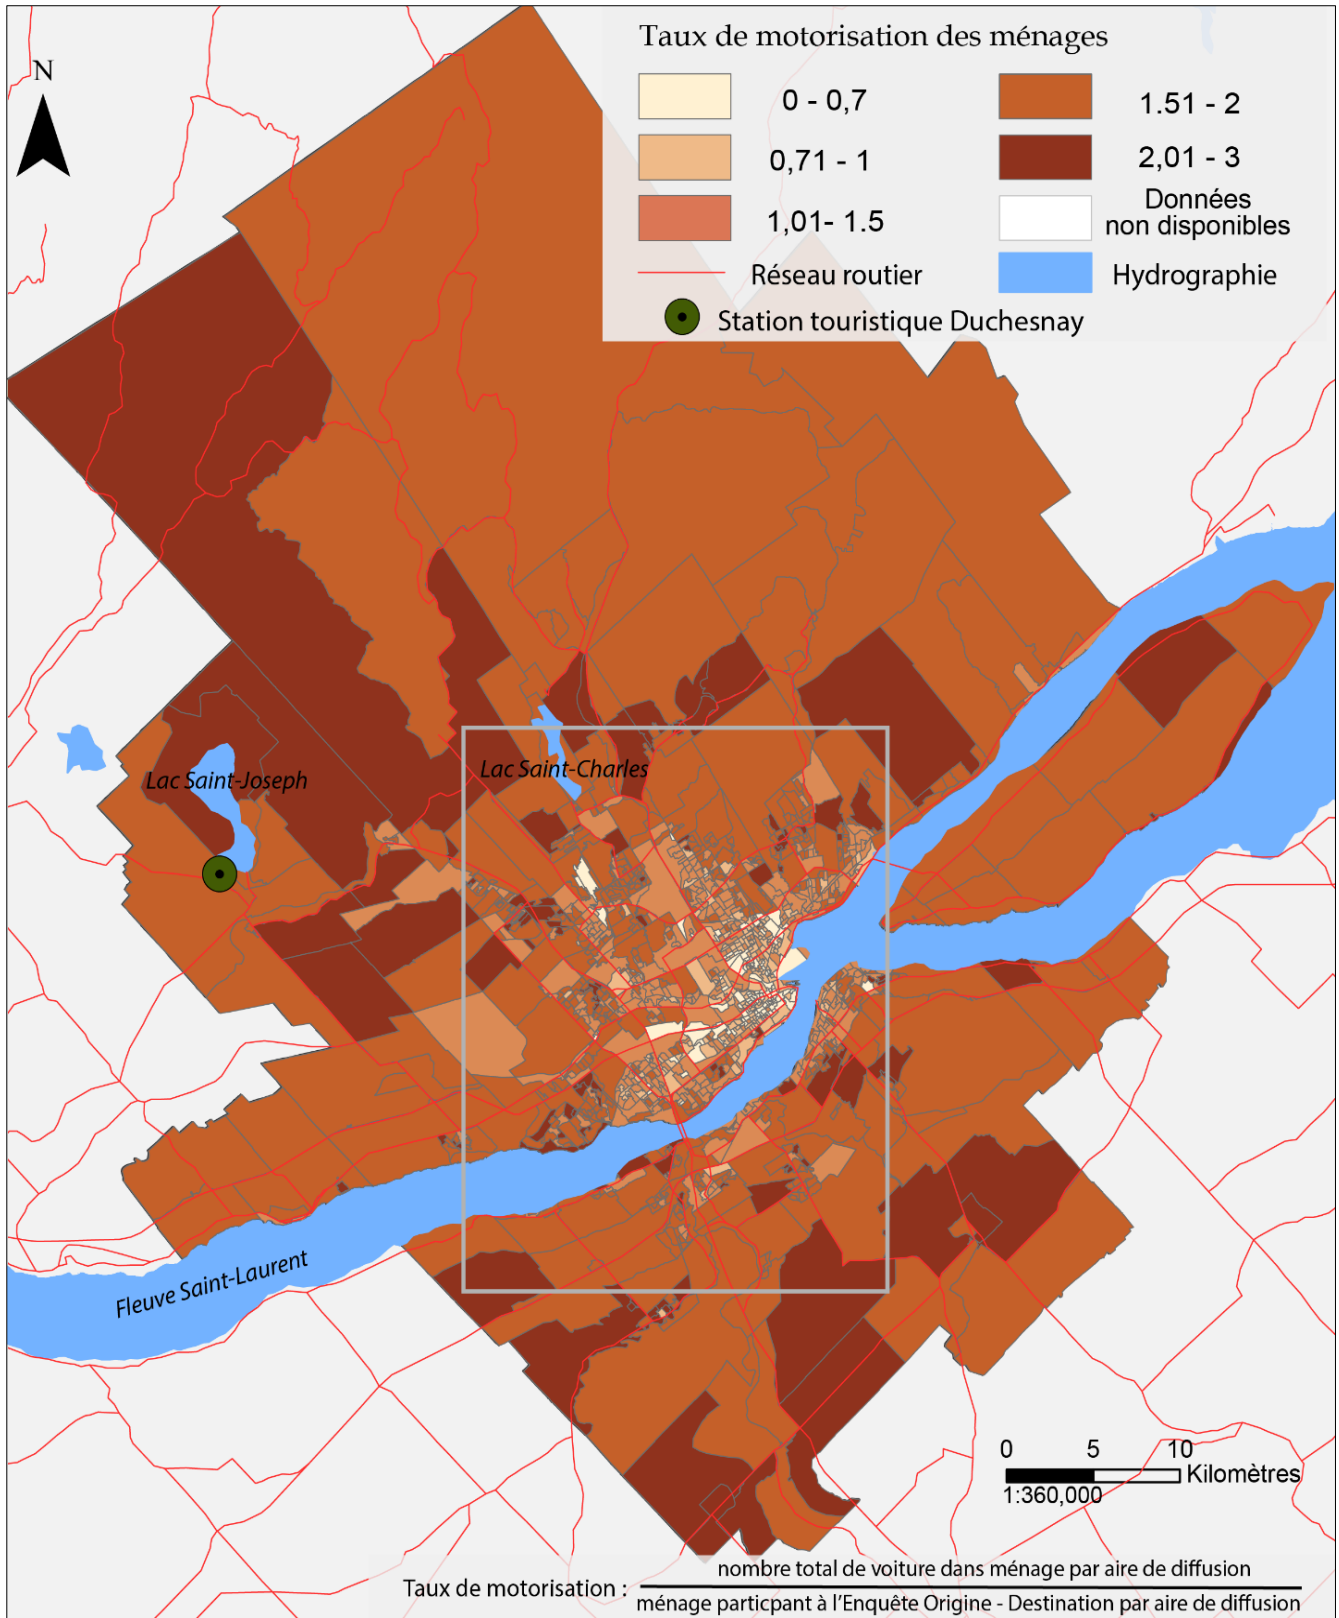 Taux de motorisation des ménages
N
0 - 0,7
1.51 - 2
0,71 - 1
2,01 - 3
1,01- 1.5
Données
non disponibles
Réseau routier
Hydrographie
Station touristique Duchesnay
Lac Saint-Joseph
Lac Saint-Charles
Fleuve Saint-Laurent
0 5 10
Kilomètres
1:360,000
Taux de motorisation :
nombre total de voiture dans ménage par aire de diffusion
ménage particpant à l'Enquête Origine - Destination par aire de diffusion